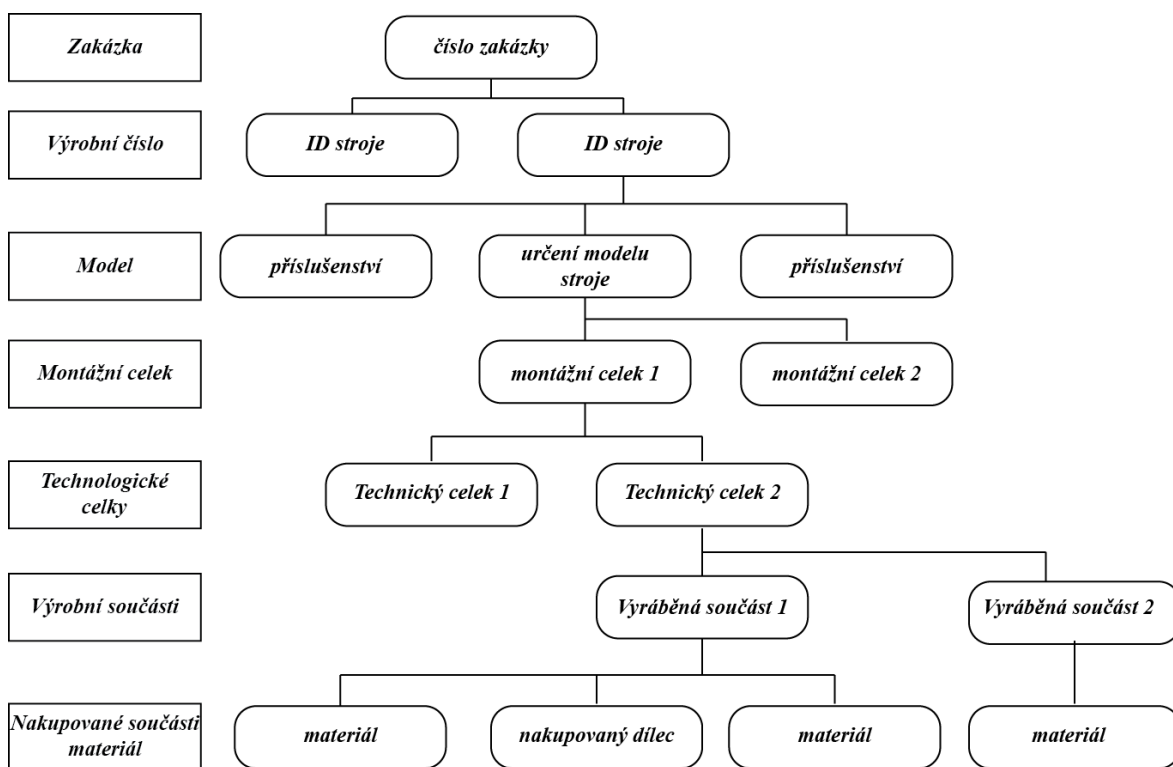 Zakázka
číslo zakázky
Výrobní číslo
ID stroje
ID stroje
Model
příslušenství
určení modelu
stroje
příslušenství
Montážní celek
montážní celek 1
montážní celek 2
Technologické
celky
Technický celek 1
Technický celek 2
Výrobní součásti
Vyráběná součást 1
Vyráběná součást 2
Nakupované součásti
materiál
materiál
nakupovaný dílec
materiál
materiál